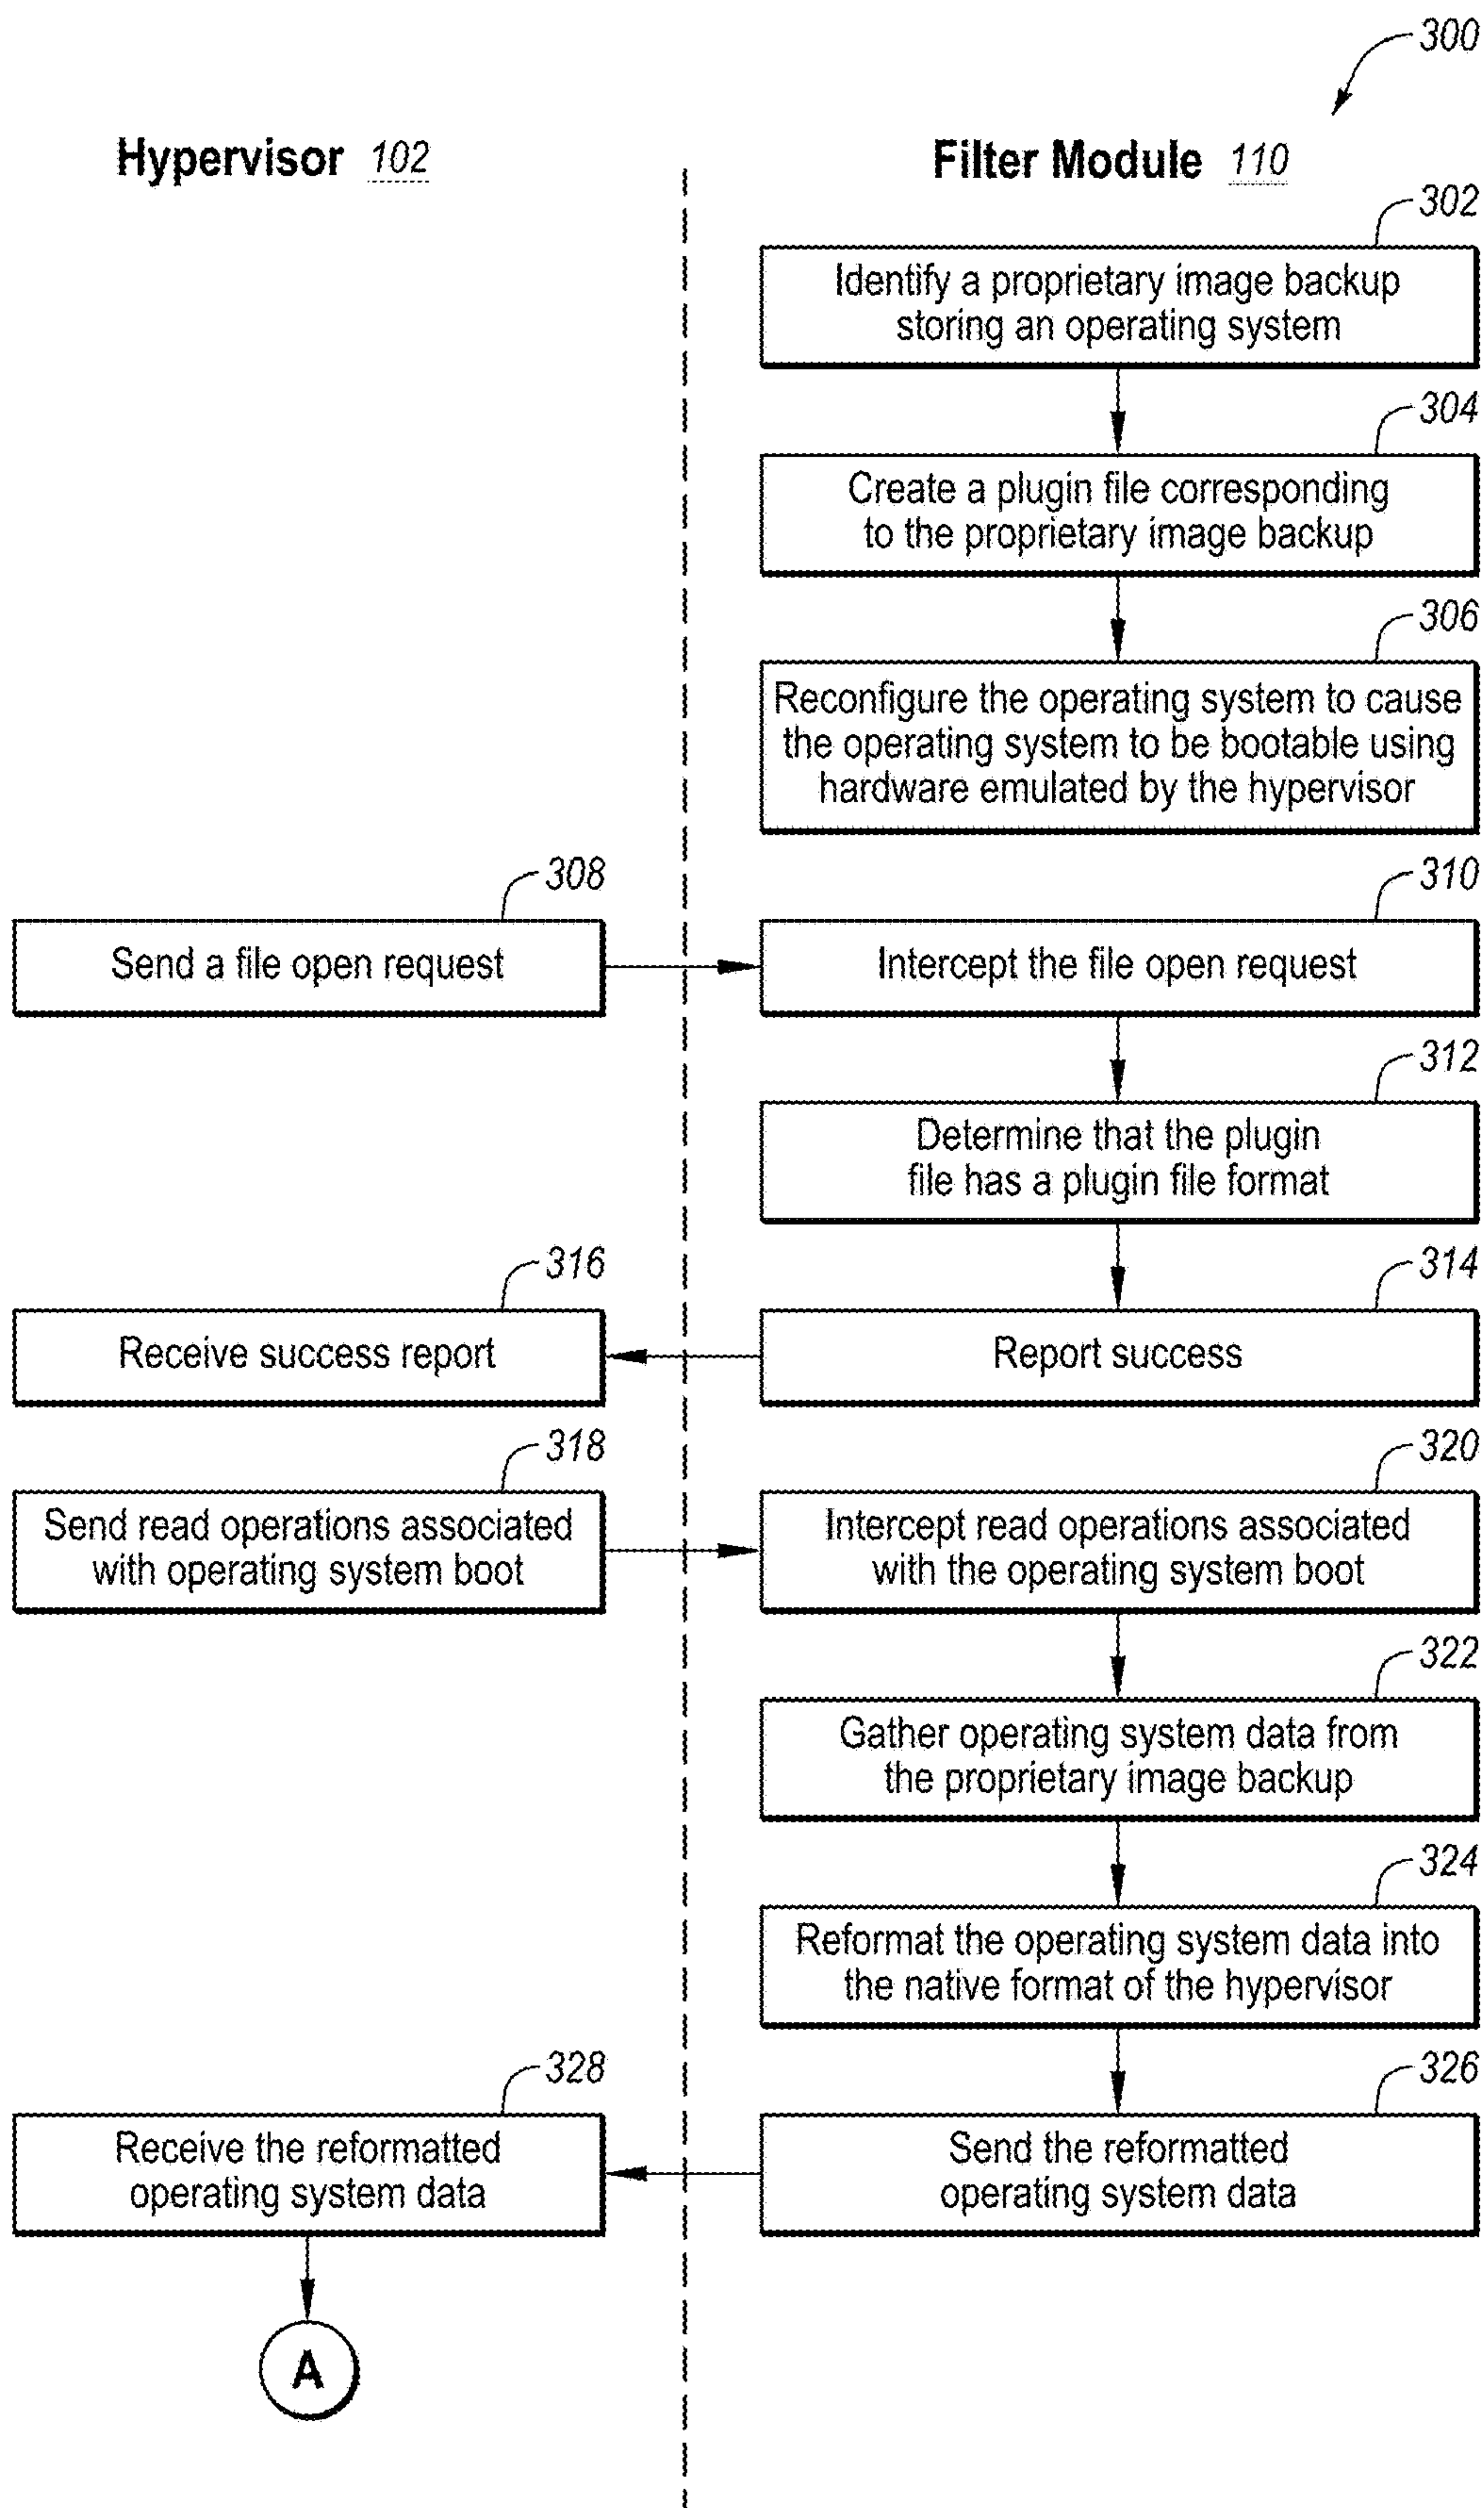 300
Hypervisor 102
Filter Module 110
302
Identify a proprietary image backup
storing an operating system
304
Create a plugin file corresponding
to the proprietary image backup
306
Reconfigure the operating system to cause
the operating system to be bootable using
hardware emulated by the hypervisor
308
Send a file open request
310
Intercept the file open request
312
Determine that the plugin
file has a plugin file format
316
Receive success report
314
Report success
318
Send read operations associated
with operating system boot
320
Intercept read operations associated
with the operating system boot
322
Gather operating system data from
the proprietary image backup
324
Reformat the operating system data into
the native format of the hypervisor
328
Receive the reformatted
operating system data
326
Send the reformatted
operating system data
A